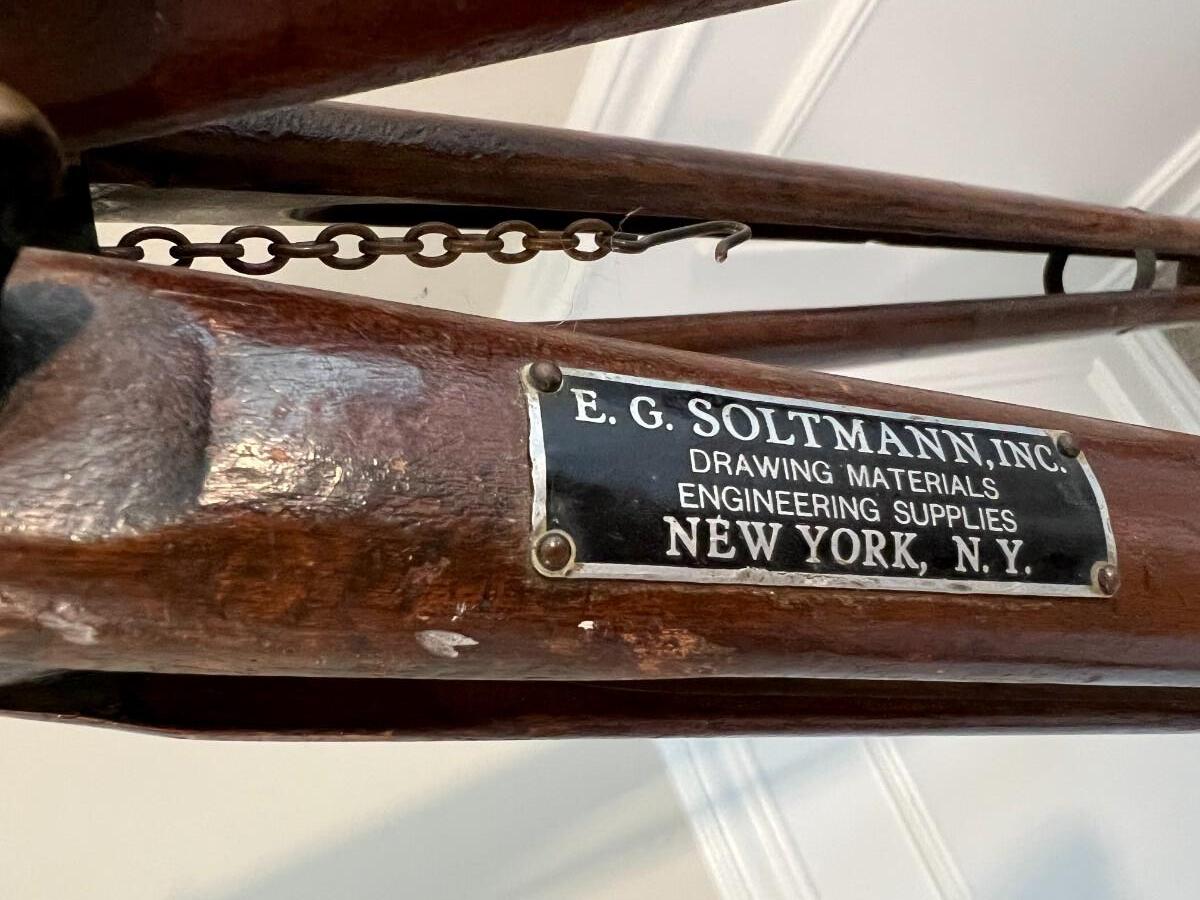 E. G. SOLTMANN, INC.
DRAWING MATERIALS
ENGINEERING SUPPLIES
NEW YORK, N. Y.